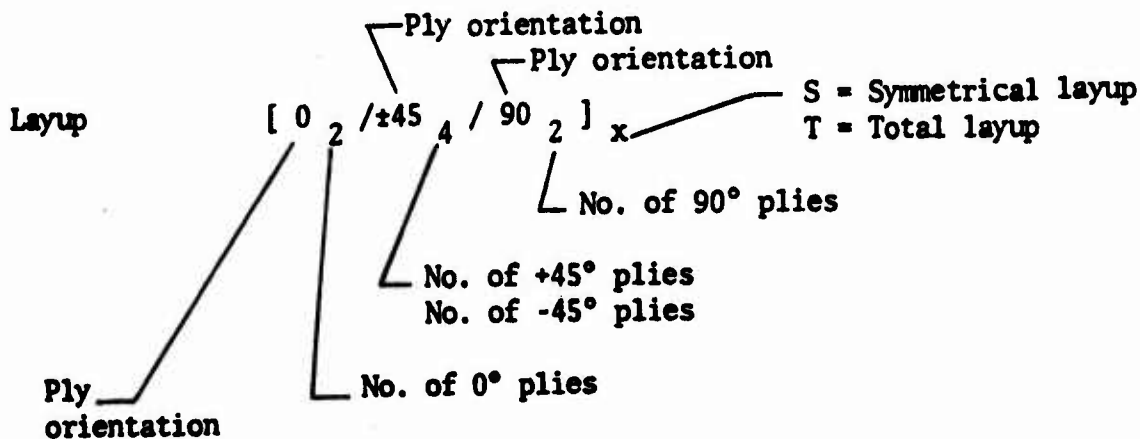 Ply orientation
Ply orientation
Layup [ 0 2 /±45 4 / 90 2 ] x
S = Symmetrical layup
T = Total layup
No. of 90° plies
No. of +45° plies
No. of -45° plies
No. of 0° plies
Ply
orientation